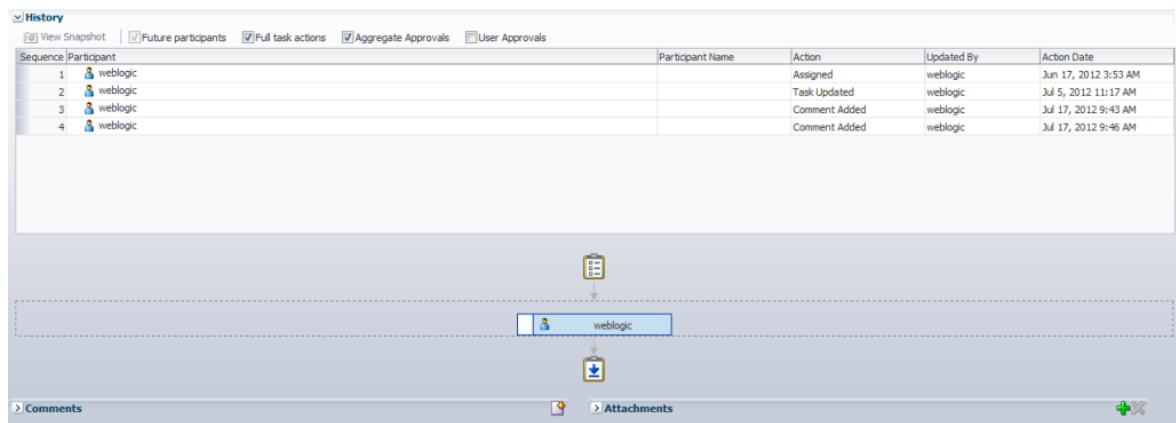 History
View Snapshot Future participants Full task actions Aggregate Approvals User Approvals
Sequence Participant Participant Name Action Updated By Action Date
1 weblogic Assigned weblogic Jun 17, 2012 3:53 AM
2 weblogic Task Updated weblogic Jul 5, 2012 11:17 AM
3 weblogic Comment Added weblogic Jul 17, 2012 9:43 AM
4 weblogic Comment Added weblogic Jul 17, 2012 9:46 AM
weblogic
Comments Attachments